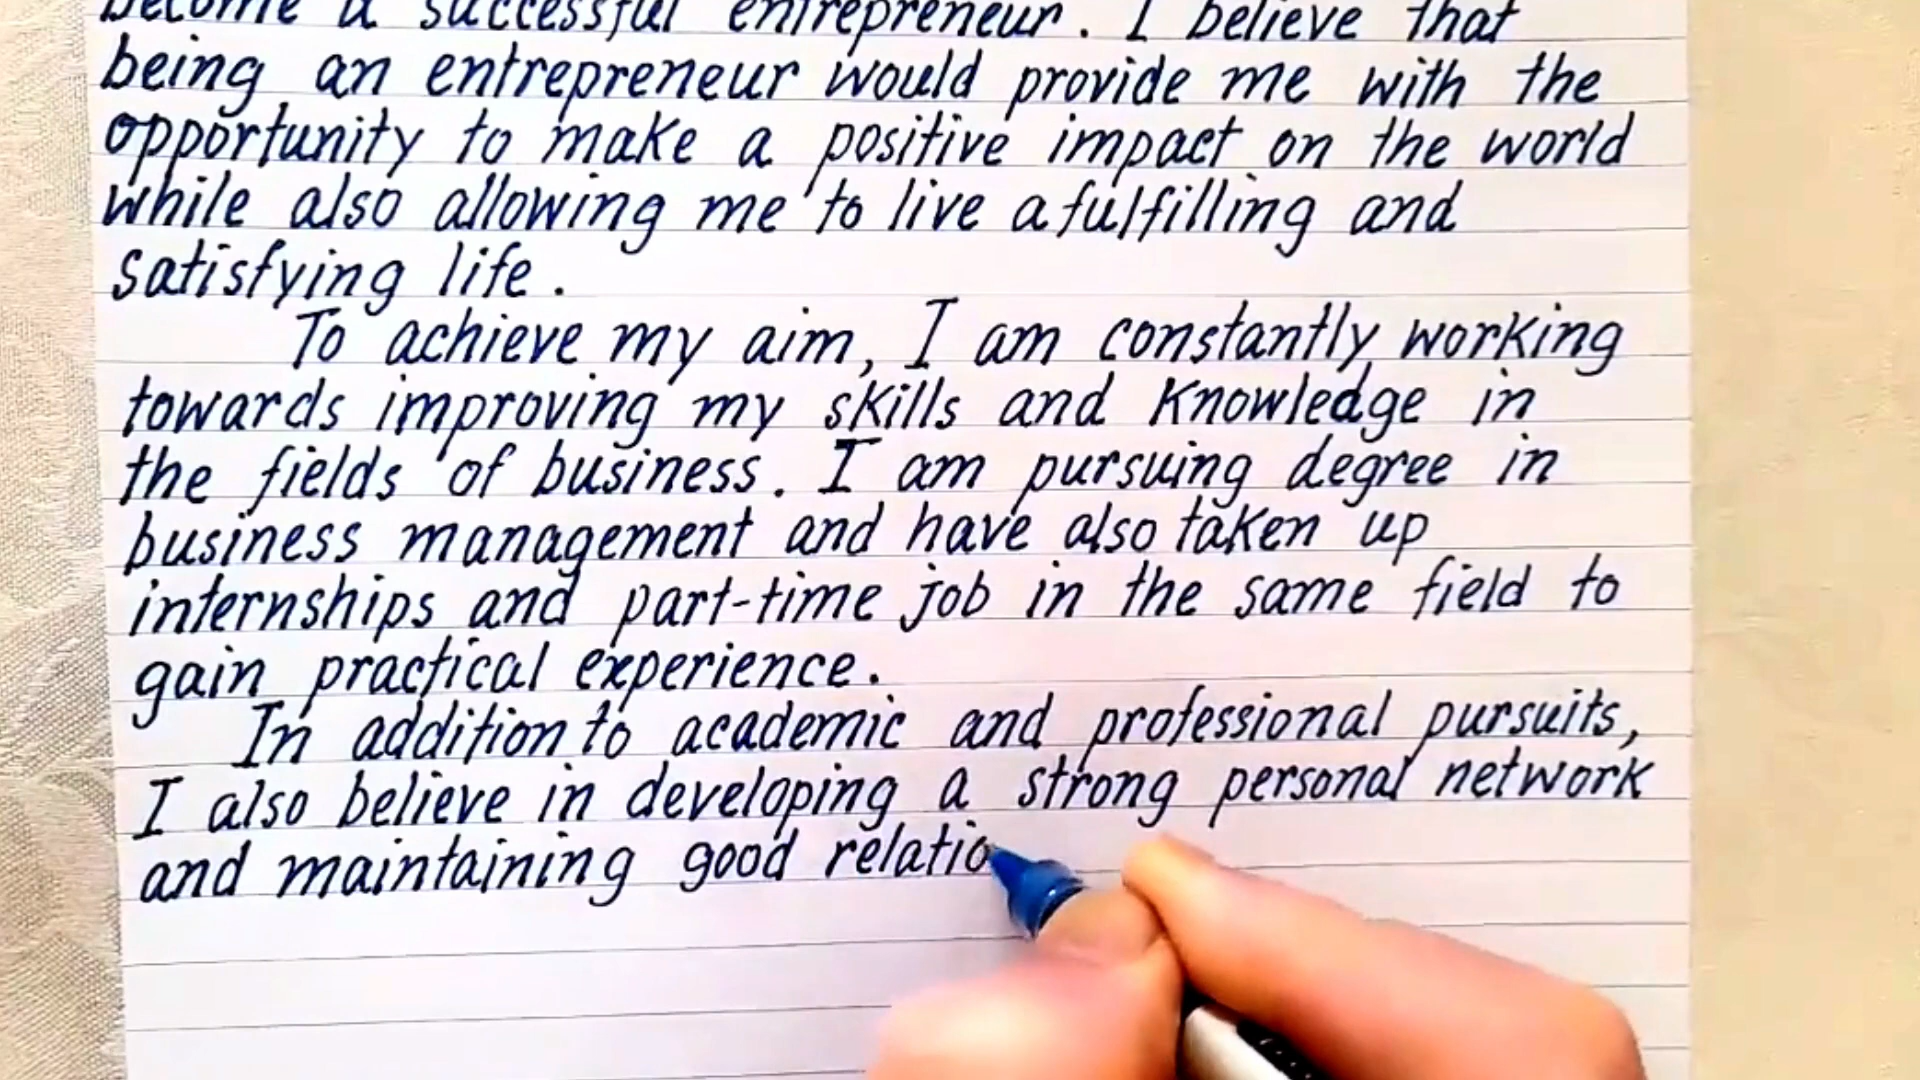 become a successful entrepreneur. I believe that
being an entrepreneur would provide me with the
opportunity to make a positive impact on the world
while also allowing me to live a fulfilling and
satisfying life.
To achieve my aim, I am constantly working
towards improving my skills and knowledge in
the fields of business. I am pursuing degree in
business management and have also taken up
internships and part-time job in the same field to
gain practical experience.
In addition to academic and professional pursuits,
I also believe in developing a strong personal network
and maintaining good relatio